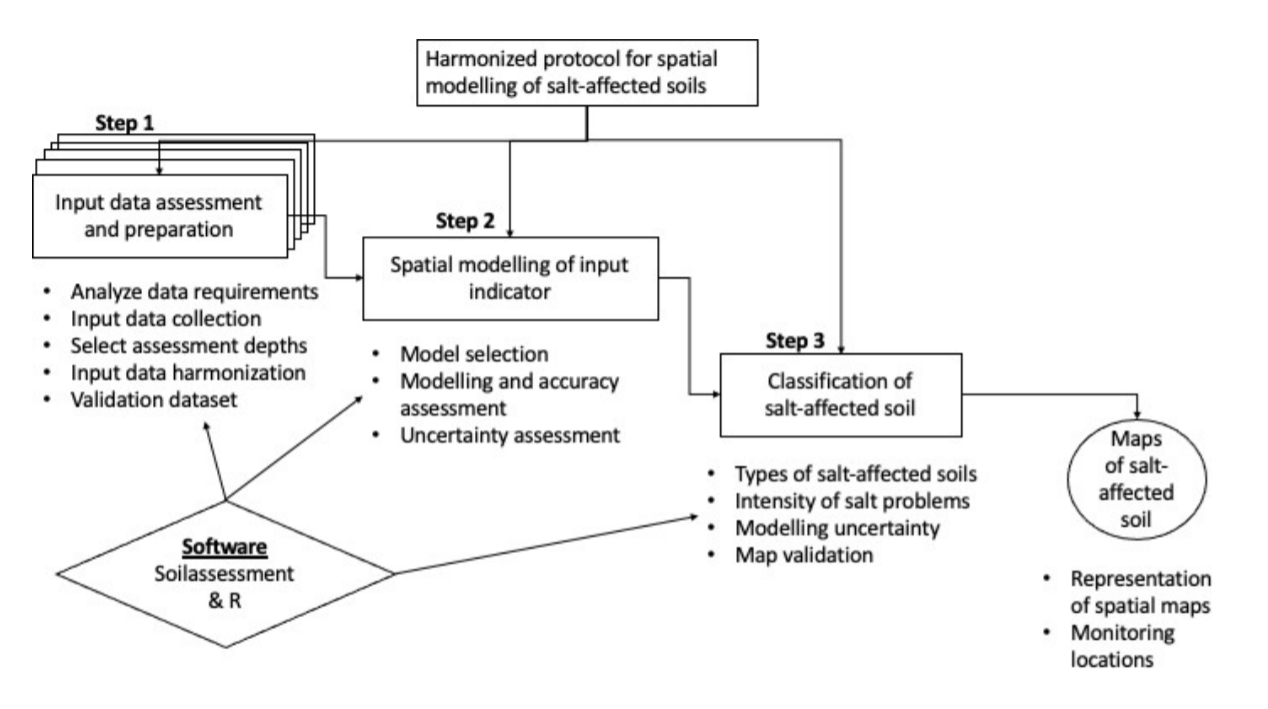 Harmonized protocol for spatial
modelling of salt-affected soils
Step 1
Input data assessment
and preparation
• Analyze data requirements
• Input data collection
• Select assessment depths
• Input data harmonization
• Validation dataset
Step 2
Spatial modelling of input
indicator
• Model selection
• Modelling and accuracy
assessment
• Uncertainty assessment
Step 3
Classification of
salt-affected soil
• Types of salt-affected soils
• Intensity of salt problems
• Modelling uncertainty
• Map validation
Maps
of salt-
affected
soil
• Representation
of spatial maps
• Monitoring
locations
Software
Soilassessment
& R